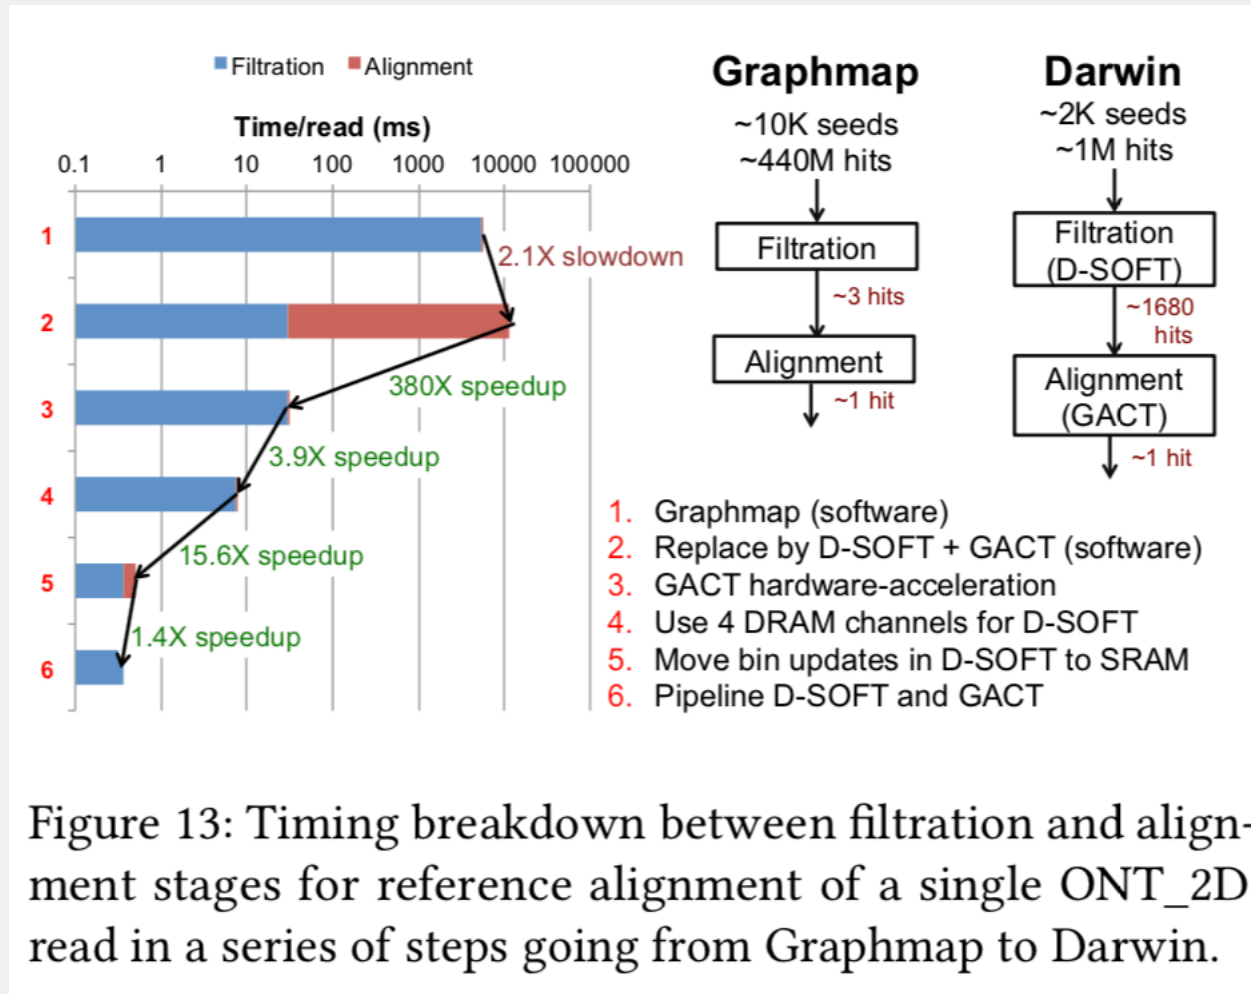 Filtration Alignment
Time/read (ms)
0.1 1 10 100 1000 10000 100000
1
2.1X slowdown
2
380X speedup
3
3.9X speedup
4
15.6X speedup
5
1.4X speedup
6
Graphmap
~10K seeds
~440M hits
Filtration
~3 hits
Alignment
~1 hit
Darwin
~2K seeds
~1M hits
Filtration
(D-SOFT)
~1680
hits
Alignment
(GACT)
~1 hit
1. Graphmap (software)
2. Replace by D-SOFT + GACT (software)
3. GACT hardware-acceleration
4. Use 4 DRAM channels for D-SOFT
5. Move bin updates in D-SOFT to SRAM
6. Pipeline D-SOFT and GACT
Figure 13: Timing breakdown between filtration and align-
ment stages for reference alignment of a single ONT_2D
read in a series of steps going from Graphmap to Darwin.